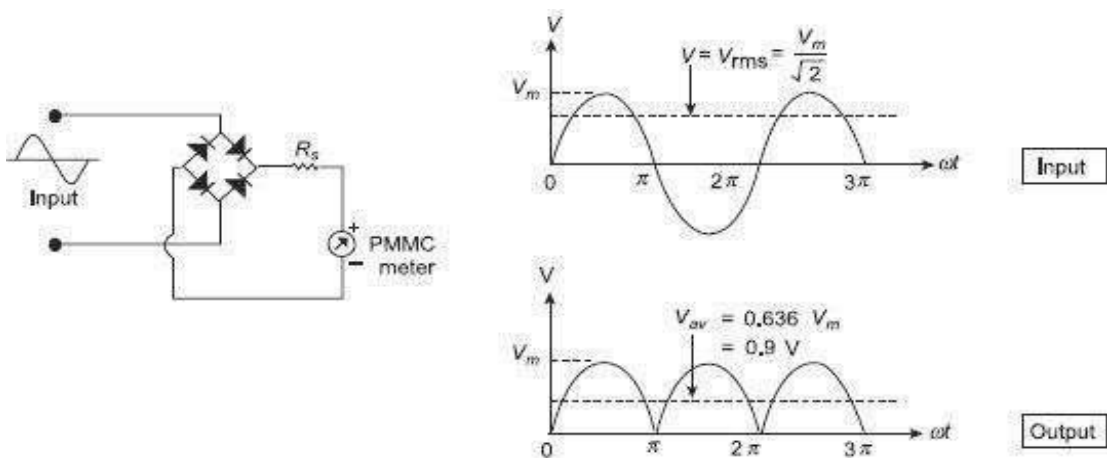 Input
R_s
+
−
PMMC
meter
V
V = V_rms = V_m / √2
V_m
0
π
2π
3π
ωt
Input
V
V_av = 0.636 V_m
= 0.9 V
V_m
0
π
2π
3π
ωt
Output